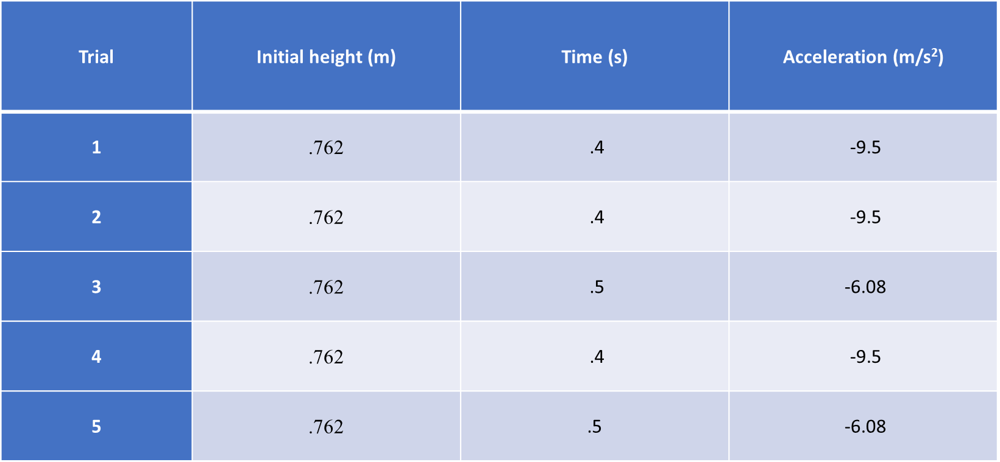 Trial Initial height (m) Time (s) Acceleration (m/s²)
1 .762 .4 -9.5
2 .762 .4 -9.5
3 .762 .5 -6.08
4 .762 .4 -9.5
5 .762 .5 -6.08